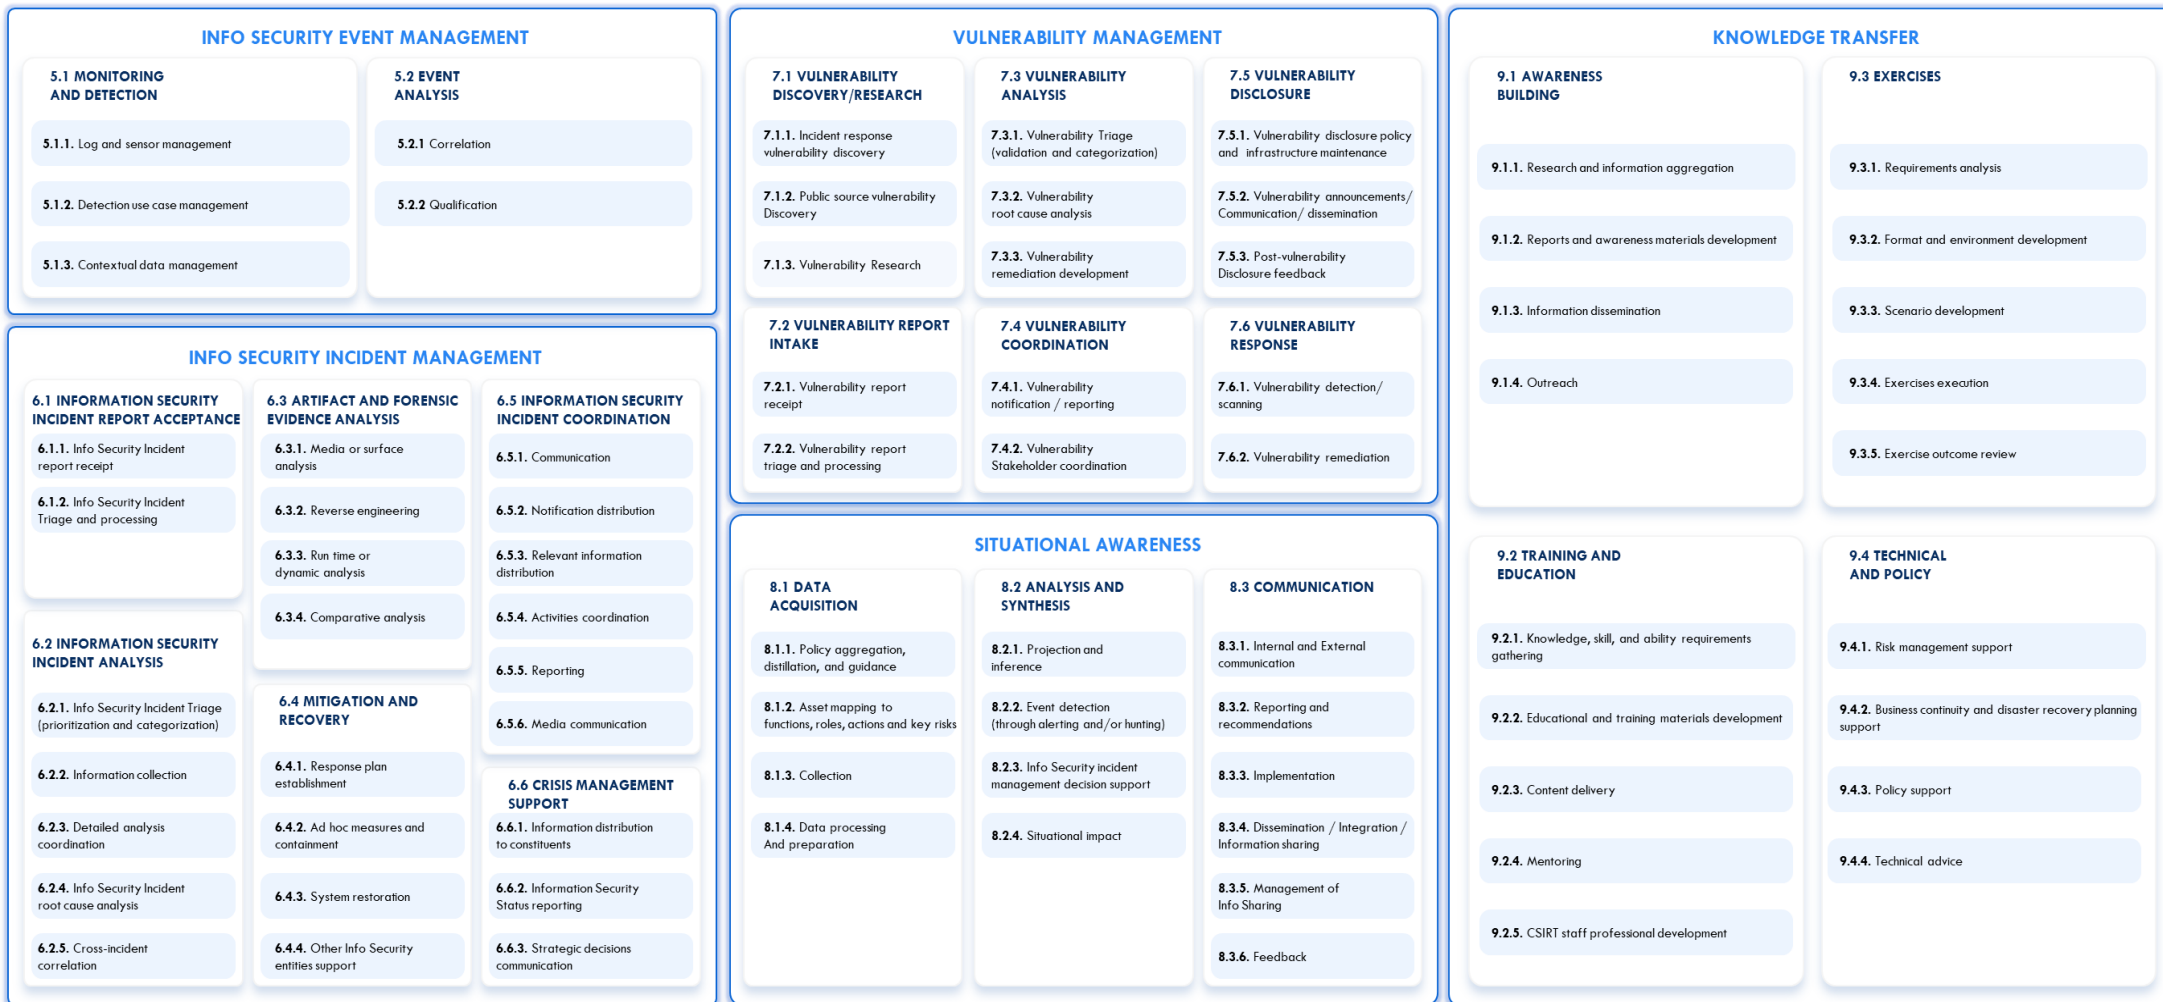 INFO SECURITY EVENT MANAGEMENT
5.1 MONITORING
AND DETECTION
5.1.1. Log and sensor management
5.1.2. Detection use case management
5.1.3. Contextual data management
5.2 EVENT
ANALYSIS
5.2.1 Correlation
5.2.2 Qualification
INFO SECURITY INCIDENT MANAGEMENT
6.1 INFORMATION SECURITY
INCIDENT REPORT ACCEPTANCE
6.1.1. Info Security Incident
report receipt
6.1.2. Info Security Incident
Triage and processing
6.2 INFORMATION SECURITY
INCIDENT ANALYSIS
6.2.1. Info Security Incident Triage
(prioritization and categorization)
6.2.2. Information collection
6.2.3. Detailed analysis
coordination
6.2.4. Info Security Incident
root cause analysis
6.2.5. Cross-incident
correlation
6.3 ARTIFACT AND FORENSIC
EVIDENCE ANALYSIS
6.3.1. Media or surface
analysis
6.3.2. Reverse engineering
6.3.3. Run time or
dynamic analysis
6.3.4. Comparative analysis
6.4 MITIGATION AND
RECOVERY
6.4.1. Response plan
establishment
6.4.2. Ad hoc measures and
containment
6.4.3. System restoration
6.4.4. Other Info Security
entities support
6.5 INFORMATION SECURITY
INCIDENT COORDINATION
6.5.1. Communication
6.5.2. Notification distribution
6.5.3. Relevant information
distribution
6.5.4. Activities coordination
6.5.5. Reporting
6.5.6. Media communication
6.6 CRISIS MANAGEMENT
SUPPORT
6.6.1. Information distribution
to constituents
6.6.2. Information Security
Status reporting
6.6.3. Strategic decisions
communication
VULNERABILITY MANAGEMENT
7.1 VULNERABILITY
DISCOVERY/RESEARCH
7.1.1. Incident response
vulnerability discovery
7.1.2. Public source vulnerability
Discovery
7.1.3. Vulnerability Research
7.2 VULNERABILITY REPORT
INTAKE
7.2.1. Vulnerability report
receipt
7.2.2. Vulnerability report
triage and processing
7.3 VULNERABILITY
ANALYSIS
7.3.1. Vulnerability Triage
(validation and categorization)
7.3.2. Vulnerability
root cause analysis
7.3.3. Vulnerability
remediation development
7.4 VULNERABILITY
COORDINATION
7.4.1. Vulnerability
notification / reporting
7.4.2. Vulnerability
Stakeholder coordination
7.5 VULNERABILITY
DISCLOSURE
7.5.1. Vulnerability disclosure policy
and infrastructure maintenance
7.5.2. Vulnerability announcements/
Communication/ dissemination
7.5.3. Post-vulnerability
Disclosure feedback
7.6 VULNERABILITY
RESPONSE
7.6.1. Vulnerability detection/
scanning
7.6.2. Vulnerability remediation
SITUATIONAL AWARENESS
8.1 DATA
ACQUISITION
8.1.1. Policy aggregation,
distillation, and guidance
8.1.2. Asset mapping to
functions, roles, actions and key risks
8.1.3. Collection
8.1.4. Data processing
And preparation
8.2 ANALYSIS AND
SYNTHESIS
8.2.1. Projection and
inference
8.2.2. Event detection
(through alerting and/or hunting)
8.2.3. Info Security incident
management decision support
8.2.4. Situational impact
8.3 COMMUNICATION
8.3.1. Internal and External
communication
8.3.2. Reporting and
recommendations
8.3.3. Implementation
8.3.4. Dissemination / Integration /
Information sharing
8.3.5. Management of
Info Sharing
8.3.6. Feedback
KNOWLEDGE TRANSFER
9.1 AWARENESS
BUILDING
9.1.1. Research and information aggregation
9.1.2. Reports and awareness materials development
9.1.3. Information dissemination
9.1.4. Outreach
9.2 TRAINING AND
EDUCATION
9.2.1. Knowledge, skill, and ability requirements
gathering
9.2.2. Educational and training materials development
9.2.3. Content delivery
9.2.4. Mentoring
9.2.5. CSIRT staff professional development
9.3 EXERCISES
9.3.1. Requirements analysis
9.3.2. Format and environment development
9.3.3. Scenario development
9.3.4. Exercises execution
9.3.5. Exercise outcome review
9.4 TECHNICAL
AND POLICY
9.4.1. Risk management support
9.4.2. Business continuity and disaster recovery planning
support
9.4.3. Policy support
9.4.4. Technical advice